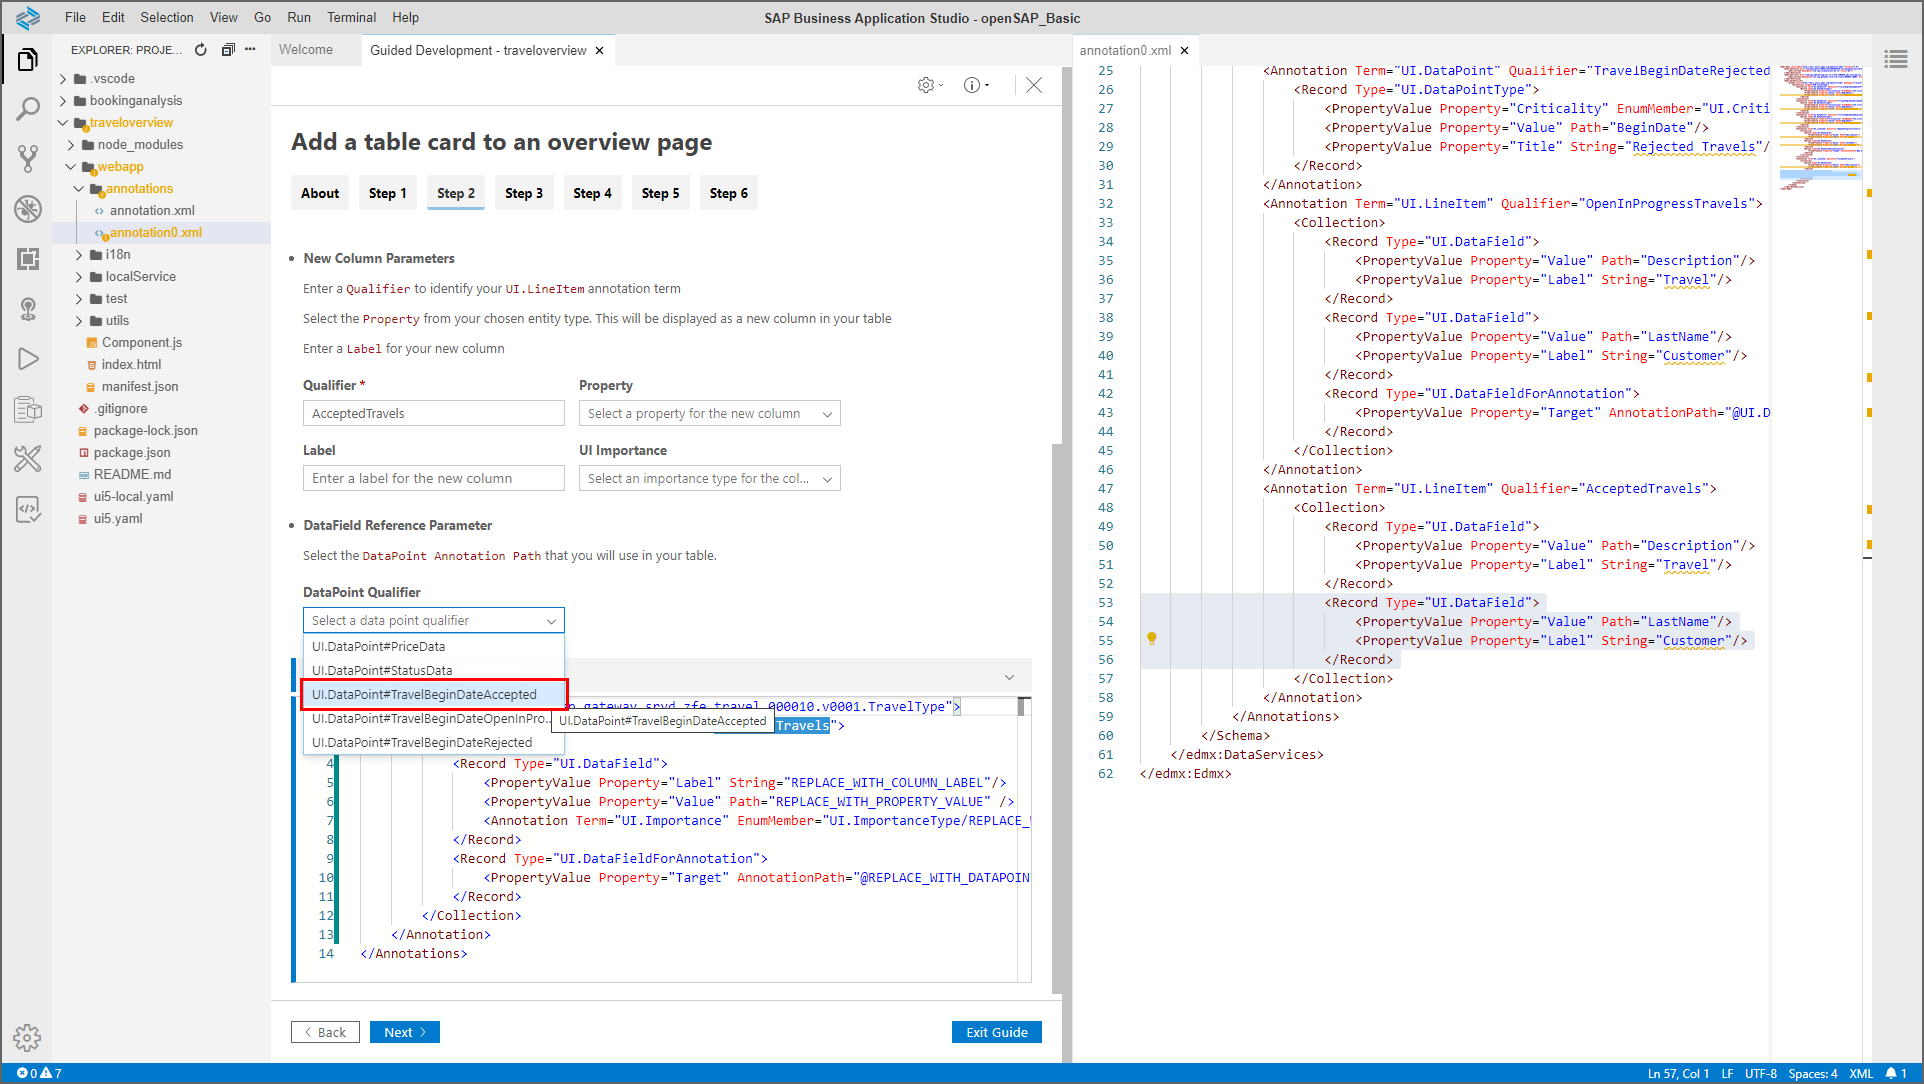 File Edit Selection View Go Run Terminal Help
SAP Business Application Studio - openSAP_Basic
EXPLORER: PROJE...
.vscode
bookinganalysis
traveloverview
node_modules
webapp
annotations
annotation.xml
annotation0.xml
i18n
localService
test
utils
Component.js
index.html
manifest.json
.gitignore
package-lock.json
package.json
README.md
ui5-local.yaml
ui5.yaml
Welcome
Guided Development - traveloverview
Add a table card to an overview page
About Step 1 Step 2 Step 3 Step 4 Step 5 Step 6
New Column Parameters
Enter a Qualifier to identify your UI.LineItem annotation term
Select the Property from your chosen entity type. This will be displayed as a new column in your table
Enter a Label for your new column
Qualifier * Property
AcceptedTravels Select a property for the new column
Label UI Importance
Enter a label for the new column Select an importance type for the col...
DataField Reference Parameter
Select the DataPoint Annotation Path that you will use in your table.
DataPoint Qualifier
Select a data point qualifier
UI.DataPoint#PriceData
UI.DataPoint#StatusData
UI.DataPoint#TravelBeginDateAccepted
UI.DataPoint#TravelBeginDateOpenInPro...
UI.DataPoint#TravelBeginDateRejected
UI.DataPoint#TravelBeginDateAccepted
gateway.srvd.zfe_travel_000010.v0001.TravelType">
Travels">
4 <Record Type="UI.DataField">
5 <PropertyValue Property="Label" String="REPLACE_WITH_COLUMN_LABEL"/>
6 <PropertyValue Property="Value" Path="REPLACE_WITH_PROPERTY_VALUE" />
7 <Annotation Term="UI.Importance" EnumMember="UI.ImportanceType/REPLACE_
8 </Record>
9 <Record Type="UI.DataFieldForAnnotation">
10 <PropertyValue Property="Target" AnnotationPath="@REPLACE_WITH_DATAPOIN
11 </Record>
12 </Collection>
13 </Annotation>
14 </Annotations>
Back Next Exit Guide
annotation0.xml
25 <Annotation Term="UI.DataPoint" Qualifier="TravelBeginDateRejected
26 <Record Type="UI.DataPointType">
27 <PropertyValue Property="Criticality" EnumMember="UI.Criti
28 <PropertyValue Property="Value" Path="BeginDate"/>
29 <PropertyValue Property="Title" String="Rejected Travels"/
30 </Record>
31 </Annotation>
32 <Annotation Term="UI.LineItem" Qualifier="OpenInProgressTravels">
33 <Collection>
34 <Record Type="UI.DataField">
35 <PropertyValue Property="Value" Path="Description"/>
36 <PropertyValue Property="Label" String="Travel"/>
37 </Record>
38 <Record Type="UI.DataField">
39 <PropertyValue Property="Value" Path="LastName"/>
40 <PropertyValue Property="Label" String="Customer"/>
41 </Record>
42 <Record Type="UI.DataFieldForAnnotation">
43 <PropertyValue Property="Target" AnnotationPath="@UI.D
44 </Record>
45 </Collection>
46 </Annotation>
47 <Annotation Term="UI.LineItem" Qualifier="AcceptedTravels">
48 <Collection>
49 <Record Type="UI.DataField">
50 <PropertyValue Property="Value" Path="Description"/>
51 <PropertyValue Property="Label" String="Travel"/>
52 </Record>
53 <Record Type="UI.DataField">
54 <PropertyValue Property="Value" Path="LastName"/>
55 <PropertyValue Property="Label" String="Customer"/>
56 </Record>
57 </Collection>
58 </Annotation>
59 </Annotations>
60 </Schema>
61 </edmx:DataServices>
62 </edmx:Edmx>
0 7
Ln 57, Col 1 LF UTF-8 Spaces: 4 XML 1